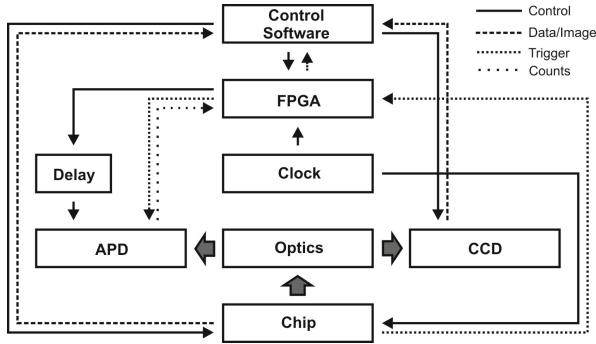 Control
Software
Control
Data/Image
Trigger
Counts
FPGA
Delay
Clock
APD
Optics
CCD
Chip